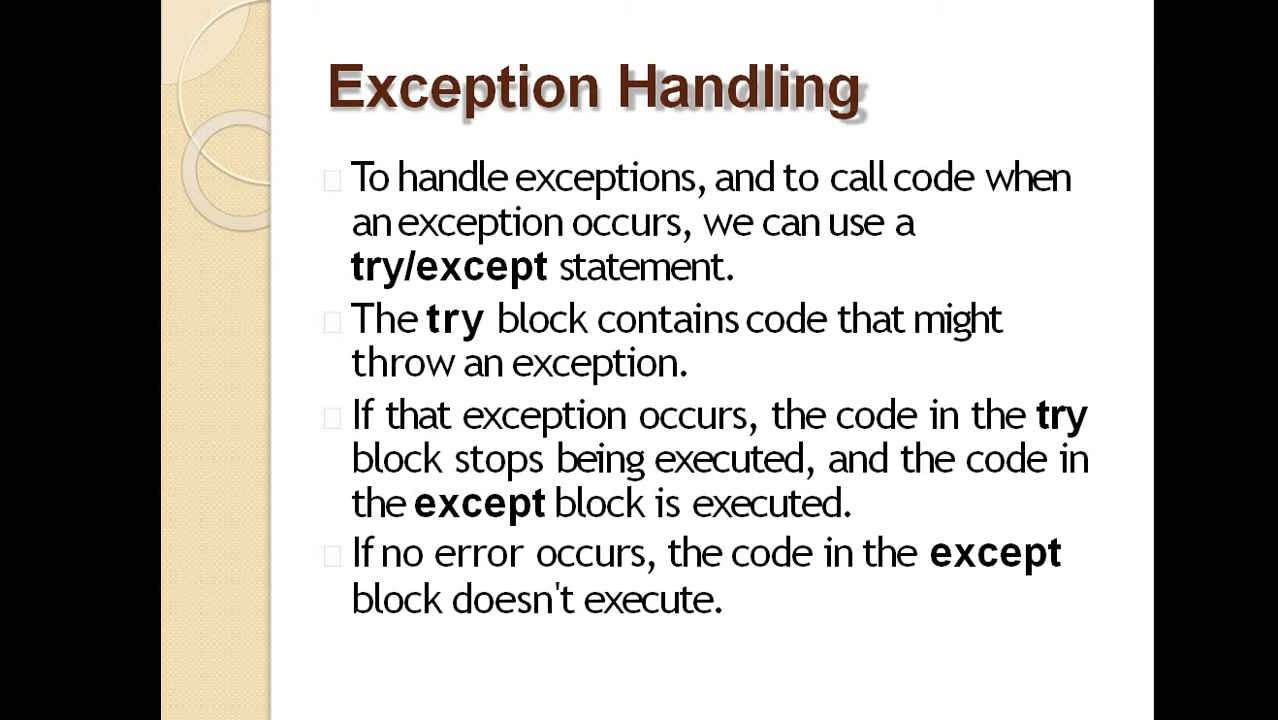 Exception Handling
To handle exceptions, and to call code when
an exception occurs, we can use a
try/except statement.
The try block contains code that might
throw an exception.
If that exception occurs, the code in the try
block stops being executed, and the code in
the except block is executed.
If no error occurs, the code in the except
block doesn't execute.